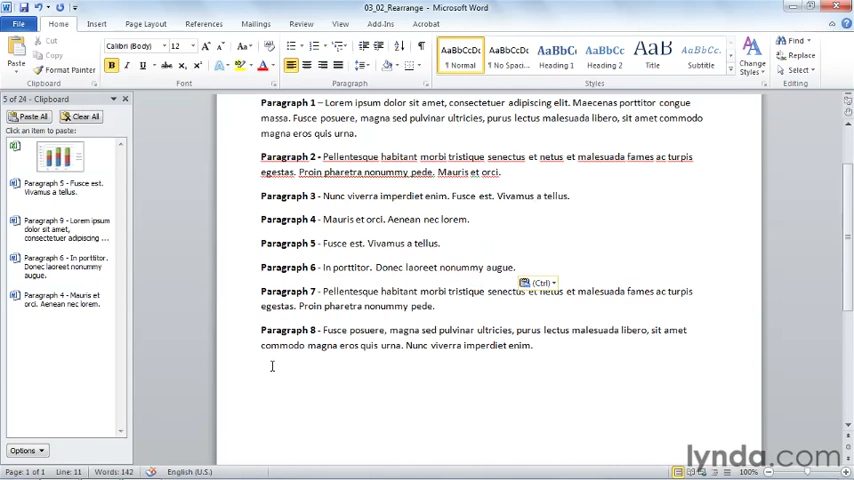 03_02_Rearrange - Microsoft Word
File Home Insert Page Layout References Mailings Review View Add-Ins Acrobat
Paste Cut Copy Format Painter Clipboard
Calibri (Body) 12 Font
Paragraph
AaBbCcDc ¶ Normal AaBbCcDc ¶ No Spaci... AaBbCc Heading 1 AaBbCc Heading 2 AaB Title AaBbCcI Subtitle Change Styles Styles
Find Replace Select Editing
5 of 24 - Clipboard
Paste All Clear All
Click an item to paste:
Paragraph 5 - Fusce est.
Vivamus a tellus.
Paragraph 9 - Lorem ipsum
dolor sit amet,
consectetuer adipiscing ...
Paragraph 6 - In porttitor.
Donec laoreet nonummy
augue.
Paragraph 4 - Mauris et
orci. Aenean nec lorem.
Options
Paragraph 1 – Lorem ipsum dolor sit amet, consectetuer adipiscing elit. Maecenas porttitor congue
massa. Fusce posuere, magna sed pulvinar ultricies, purus lectus malesuada libero, sit amet commodo
magna eros quis urna.
Paragraph 2 - Pellentesque habitant morbi tristique senectus et netus et malesuada fames ac turpis
egestas. Proin pharetra nonummy pede. Mauris et orci.
Paragraph 3 - Nunc viverra imperdiet enim. Fusce est. Vivamus a tellus.
Paragraph 4 - Mauris et orci. Aenean nec lorem.
Paragraph 5 - Fusce est. Vivamus a tellus.
Paragraph 6 - In porttitor. Donec laoreet nonummy augue.
(Ctrl)
Paragraph 7 - Pellentesque habitant morbi tristique senectus et netus et malesuada fames ac turpis
egestas. Proin pharetra nonummy pede.
Paragraph 8 - Fusce posuere, magna sed pulvinar ultricies, purus lectus malesuada libero, sit amet
commodo magna eros quis urna. Nunc viverra imperdiet enim.
lynda.com
Page: 1 of 1 Line: 11 Words: 142 English (U.S.) 100%